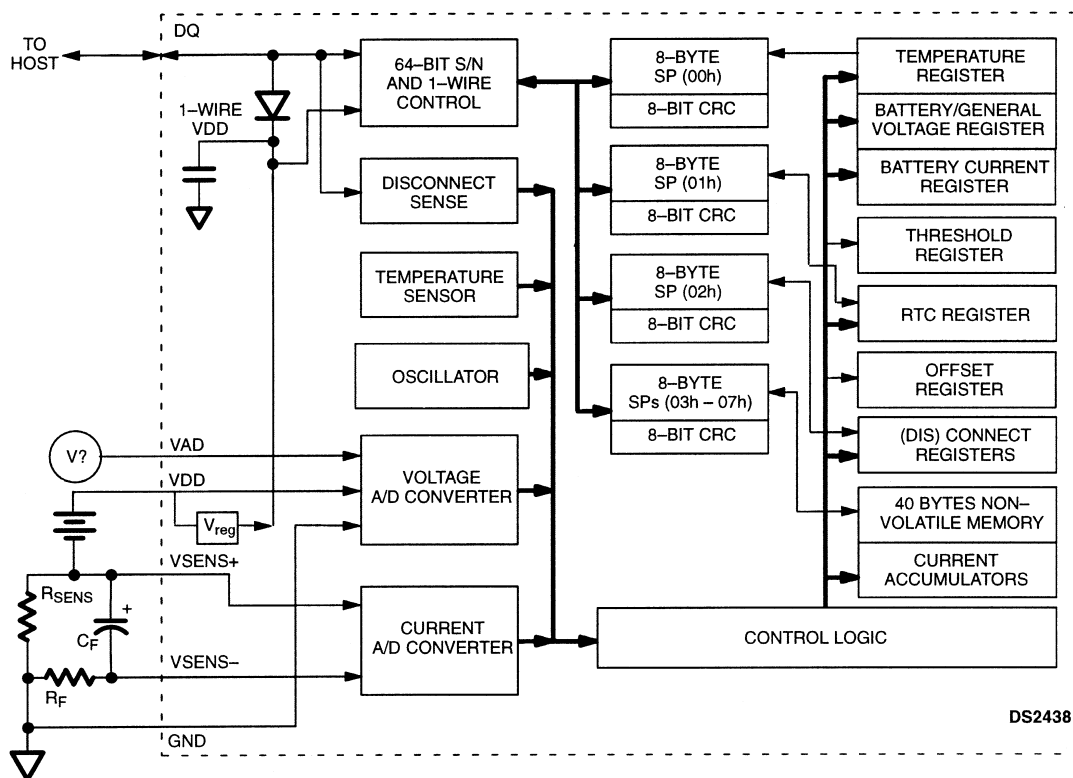 DQ
TO
HOST
1–WIRE
VDD
64–BIT S/N
AND 1–WIRE
CONTROL
DISCONNECT
SENSE
TEMPERATURE
SENSOR
OSCILLATOR
V?
VAD
VDD
Vreg
VOLTAGE
A/D CONVERTER
VSENS+
RSENS
+
CF
CURRENT
A/D CONVERTER
VSENS–
RF
GND
8–BYTE
SP (00h)
8–BIT CRC
8–BYTE
SP (01h)
8–BIT CRC
8–BYTE
SP (02h)
8–BIT CRC
8–BYTE
SPs (03h – 07h)
8–BIT CRC
TEMPERATURE
REGISTER
BATTERY/GENERAL
VOLTAGE REGISTER
BATTERY CURRENT
REGISTER
THRESHOLD
REGISTER
RTC REGISTER
OFFSET
REGISTER
(DIS) CONNECT
REGISTERS
40 BYTES NON–
VOLATILE MEMORY
CURRENT
ACCUMULATORS
CONTROL LOGIC
DS2438